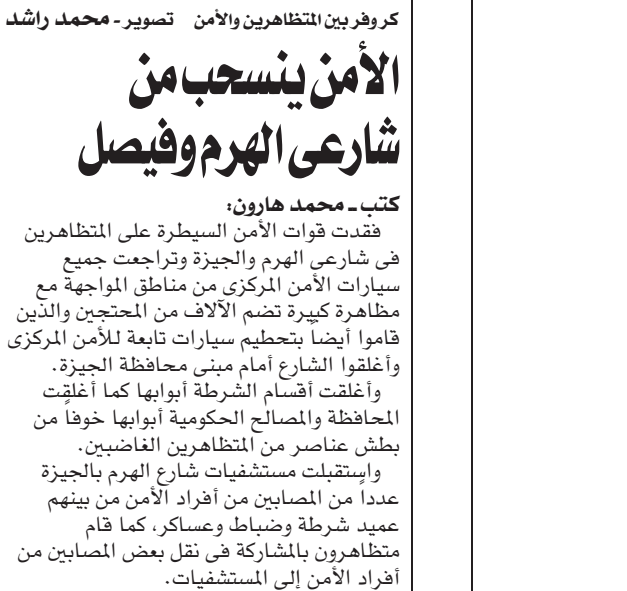 كر وفر بين المتظاهرين والأمن تصوير - محمد راشد
الأمن ينسحب من
شارعى الهرم وفيصل
كتب ـ محمد هارون:
فقدت قوات الأمن السيطرة على المتظاهرين
فى شارعى الهرم والجيزة وتراجعت جميع
سيارات الأمن المركزى من مناطق المواجهة مع
مظاهرة كبيرة تضم الآلاف من المحتجين والذين
قاموا أيضاً بتحطيم سيارات تابعة للأمن المركزى
وأغلقوا الشارع أمام مبنى محافظة الجيزة.
وأغلقت أقسام الشرطة أبوابها كما أغلقت
المحافظة والمصالح الحكومية أبوابها خوفاً من
بطش عناصر من المتظاهرين الغاضبين.
واستقبلت مستشفيات شارع الهرم بالجيزة
عدداً من المصابين من أفراد الأمن من بينهم
عميد شرطة وضباط وعساكر، كما قام
متظاهرون بالمشاركة فى نقل بعض المصابين من
أفراد الأمن إلى المستشفيات.